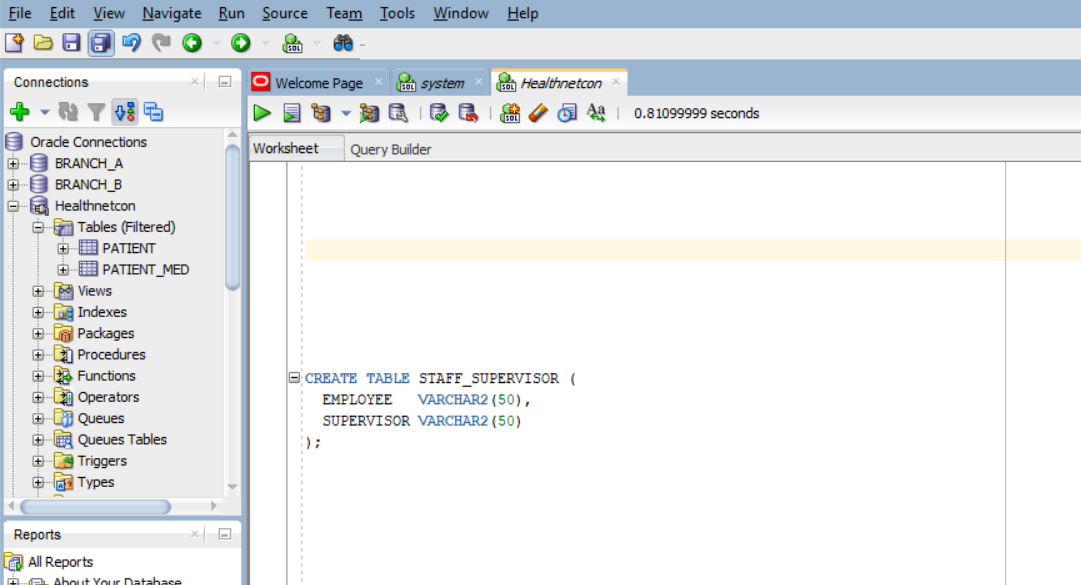 File Edit View Navigate Run Source Team Tools Window Help
Connections
Oracle Connections
BRANCH_A
BRANCH_B
Healthnetcon
Tables (Filtered)
PATIENT
PATIENT_MED
Views
Indexes
Packages
Procedures
Functions
Operators
Queues
Queues Tables
Triggers
Types
Reports
All Reports
About Your Database
Welcome Page system Healthnetcon
SQL Aa 0.81099999 seconds
Worksheet Query Builder
CREATE TABLE STAFF_SUPERVISOR (
EMPLOYEE VARCHAR2(50),
SUPERVISOR VARCHAR2(50)
);